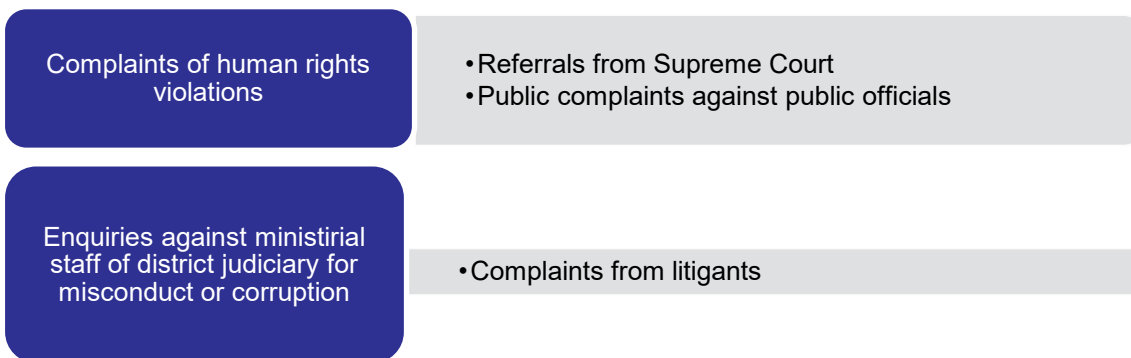 Complaints of human rights
violations
•Referrals from Supreme Court
•Public complaints against public officials
Enquiries against ministirial
staff of district judiciary for
misconduct or corruption
•Complaints from litigants